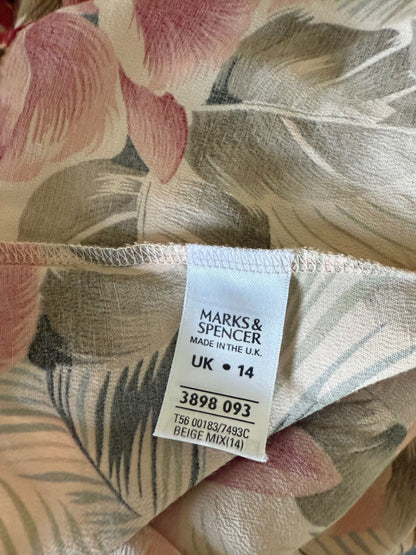 MARKS &
SPENCER
MADE IN THE U.K.
UK • 14
3898 093
T56 00183/7493C
BEIGE MIX(14)